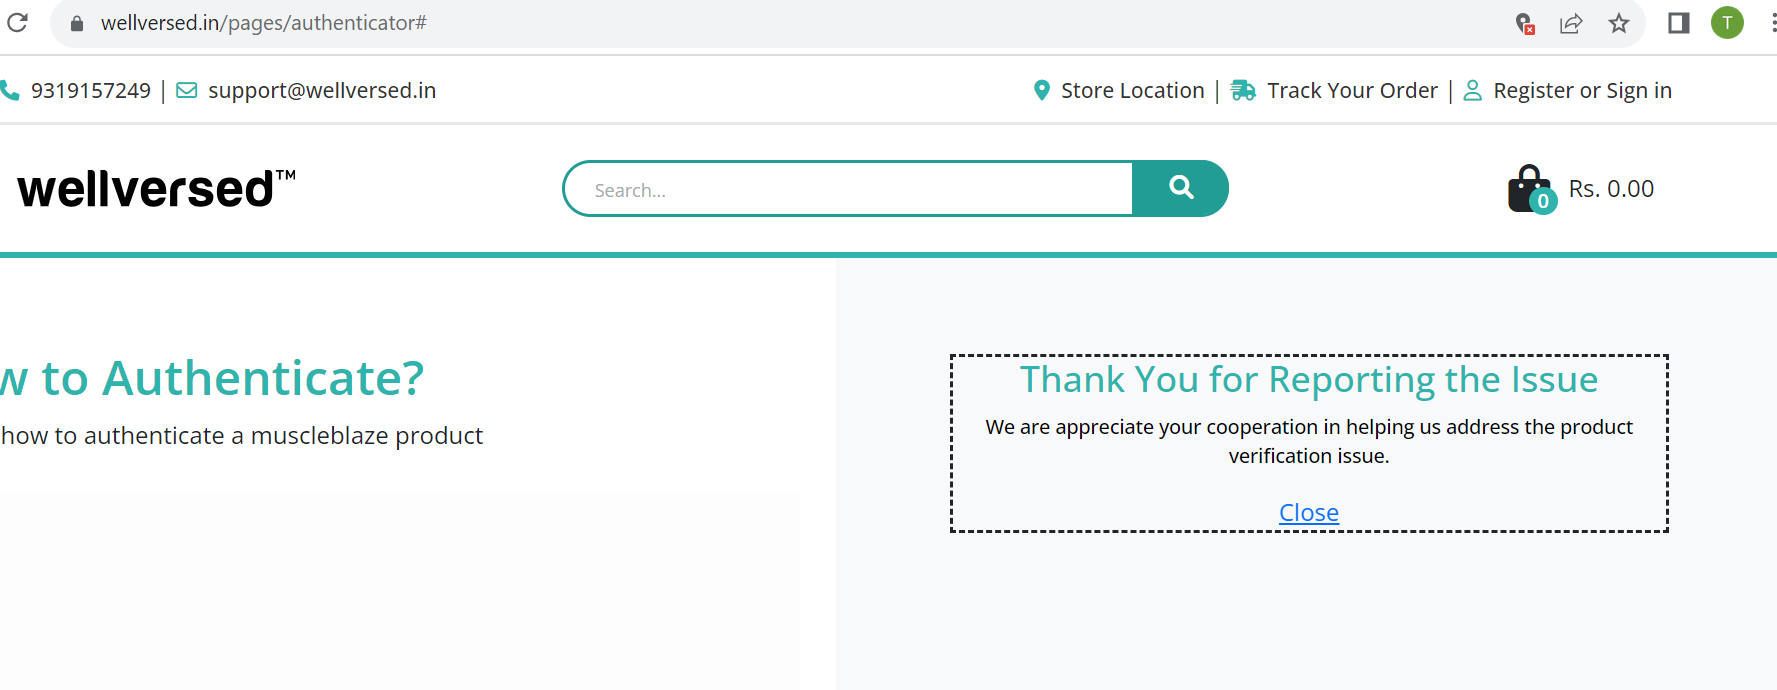 wellversed.in/pages/authenticator#
T
9319157249 | support@wellversed.in
Store Location | Track Your Order | Register or Sign in
wellversed™
Search...
0
Rs. 0.00
w to Authenticate?
how to authenticate a muscleblaze product
Thank You for Reporting the Issue
We are appreciate your cooperation in helping us address the product
verification issue.
Close